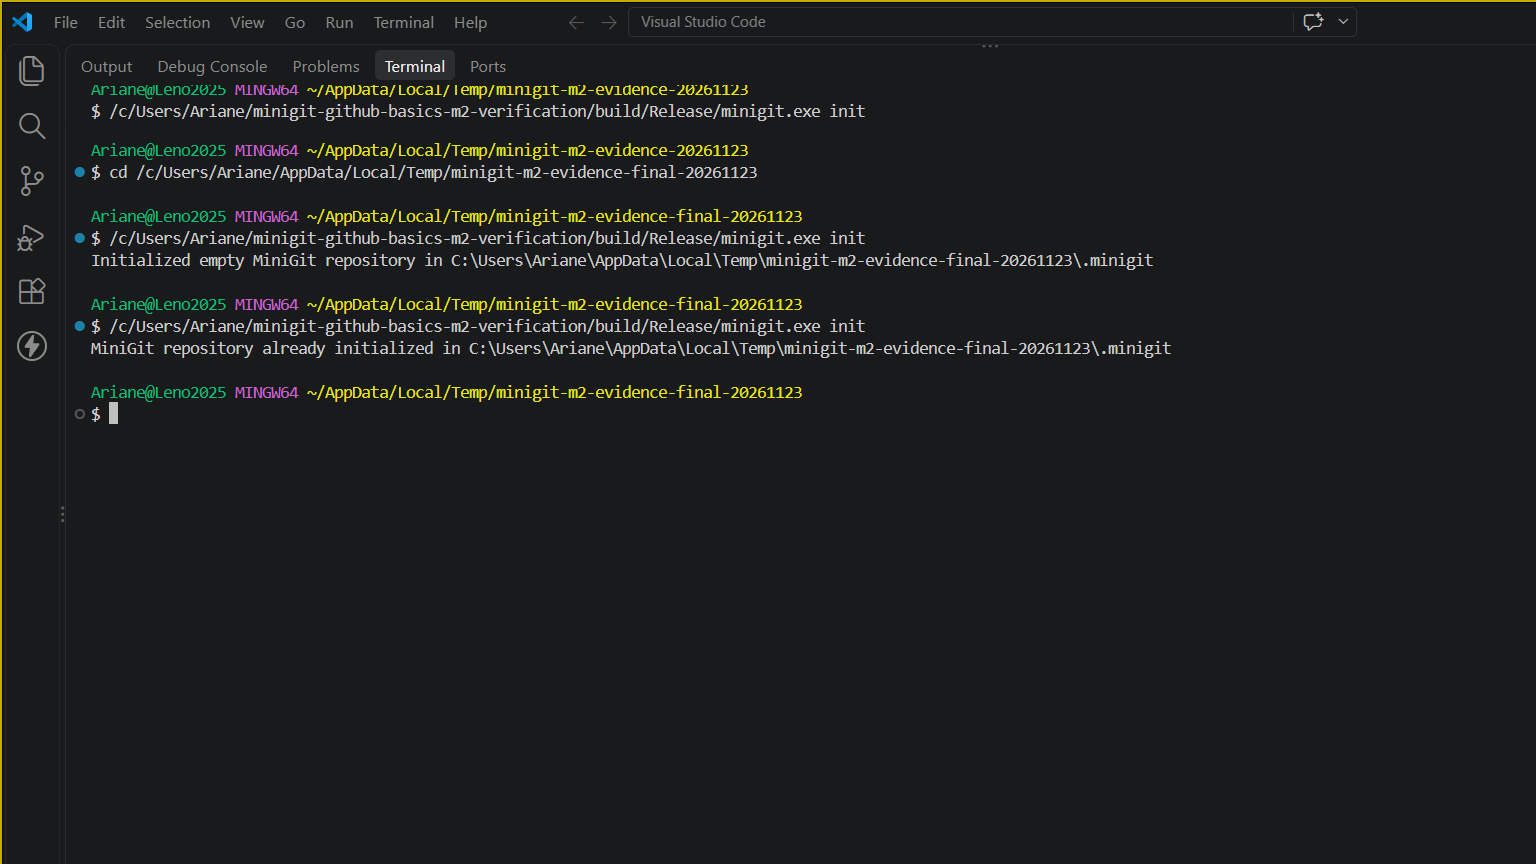 File Edit Selection View Go Run Terminal Help Visual Studio Code
Output Debug Console Problems Terminal Ports
Ariane@Leno2025 MINGW64 ~/AppData/Local/Temp/minigit-m2-evidence-20261123
$ /c/Users/Ariane/minigit-github-basics-m2-verification/build/Release/minigit.exe init
Ariane@Leno2025 MINGW64 ~/AppData/Local/Temp/minigit-m2-evidence-20261123
$ cd /c/Users/Ariane/AppData/Local/Temp/minigit-m2-evidence-final-20261123
Ariane@Leno2025 MINGW64 ~/AppData/Local/Temp/minigit-m2-evidence-final-20261123
$ /c/Users/Ariane/minigit-github-basics-m2-verification/build/Release/minigit.exe init
Initialized empty MiniGit repository in C:\Users\Ariane\AppData\Local\Temp\minigit-m2-evidence-final-20261123\.minigit
Ariane@Leno2025 MINGW64 ~/AppData/Local/Temp/minigit-m2-evidence-final-20261123
$ /c/Users/Ariane/minigit-github-basics-m2-verification/build/Release/minigit.exe init
MiniGit repository already initialized in C:\Users\Ariane\AppData\Local\Temp\minigit-m2-evidence-final-20261123\.minigit
Ariane@Leno2025 MINGW64 ~/AppData/Local/Temp/minigit-m2-evidence-final-20261123
$